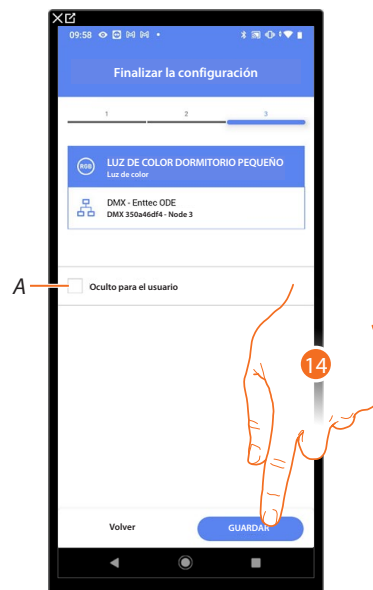 09:58
Finalizar la configuración
1 2 3
RGB
LUZ DE COLOR DORMITORIO PEQUEÑO
Luz de color
DMX - Enttec ODE
DMX 350a46df4 - Node 3
A
Oculto para el usuario
14
Volver
GUARDAR